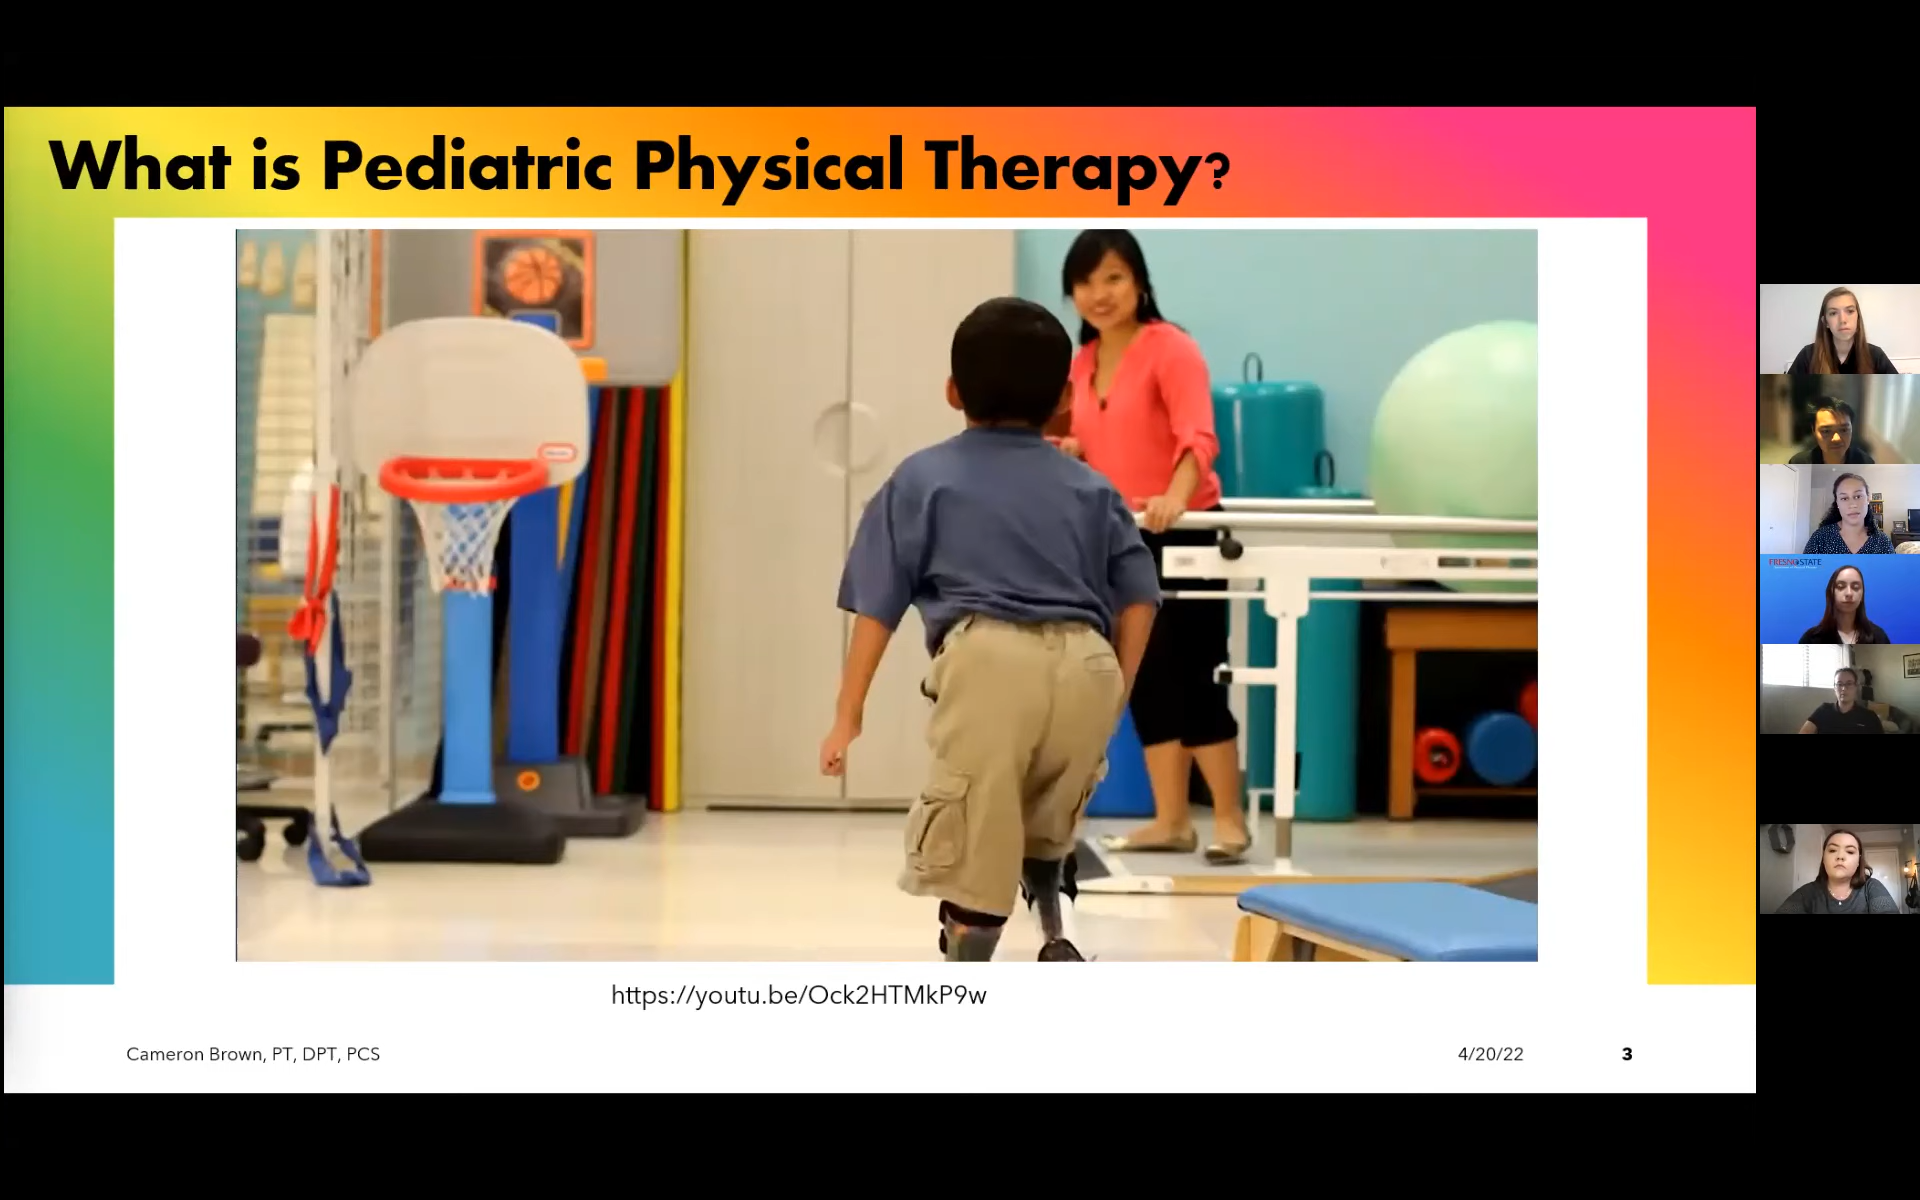 What is Pediatric Physical Therapy?
FRESNO STATE
https://youtu.be/Ock2HTMkP9w
Cameron Brown, PT, DPT, PCS
4/20/22
3